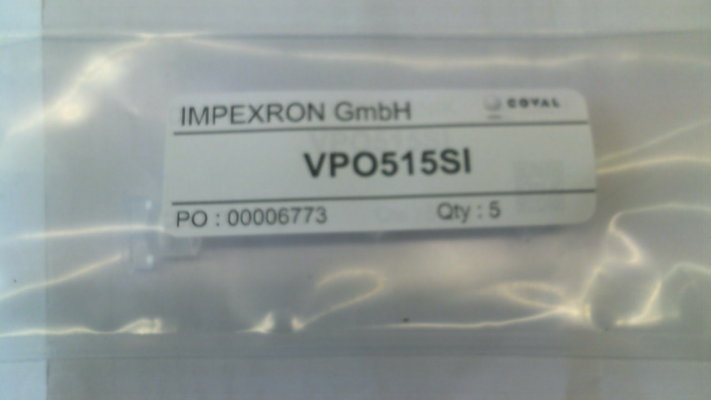 IMPEXRON GmbH COVAL
VPO515SI
PO : 00006773 Qty : 5